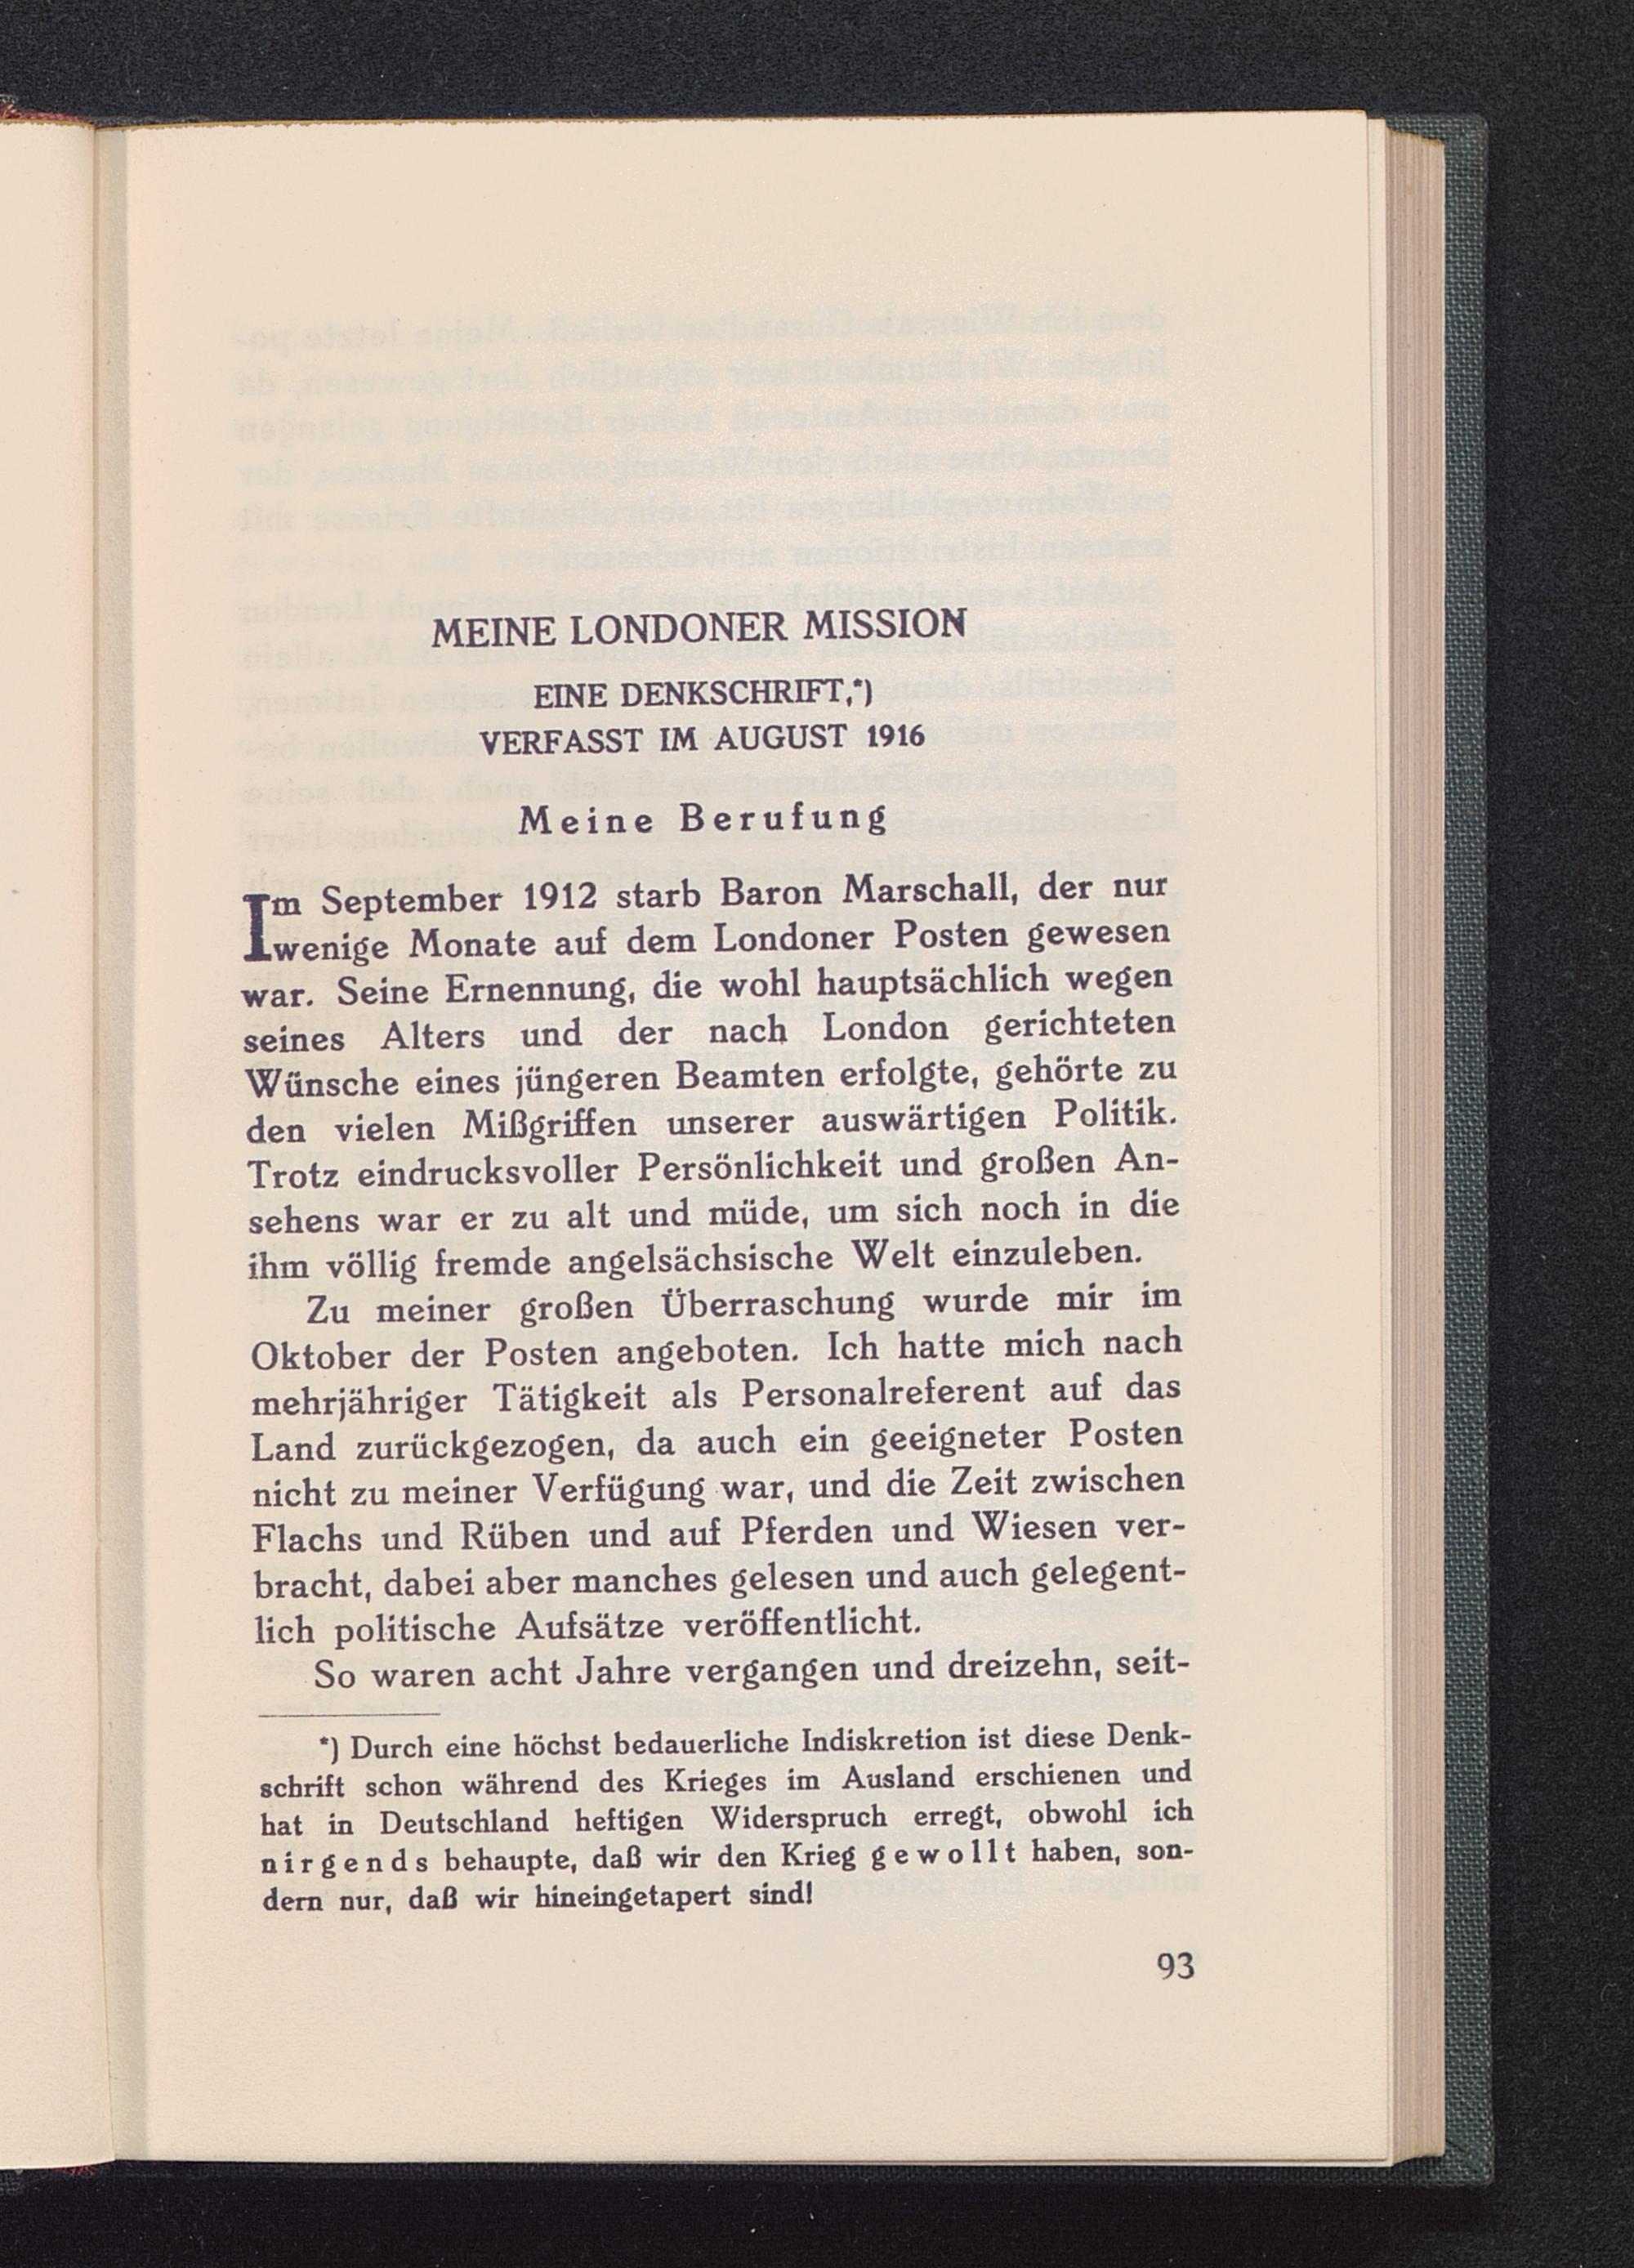 MEINE LONDONER MISSION
EINE DENKSCHRIFT,*)
VERFASST IM AUGUST 1916
Meine Berufung
Im September 1912 starb Baron Marschall, der nur
wenige Monate auf dem Londoner Posten gewesen
war. Seine Ernennung, die wohl hauptsächlich wegen
seines Alters und der nach London gerichteten
Wünsche eines jüngeren Beamten erfolgte, gehörte zu
den vielen Mißgriffen unserer auswärtigen Politik.
Trotz eindrucksvoller Persönlichkeit und großen An-
sehens war er zu alt und müde, um sich noch in die
ihm völlig fremde angelsächsische Welt einzuleben.
Zu meiner großen Überraschung wurde mir im
Oktober der Posten angeboten. Ich hatte mich nach
mehrjähriger Tätigkeit als Personalreferent auf das
Land zurückgezogen, da auch ein geeigneter Posten
nicht zu meiner Verfügung war, und die Zeit zwischen
Flachs und Rüben und auf Pferden und Wiesen ver-
bracht, dabei aber manches gelesen und auch gelegent-
lich politische Aufsätze veröffentlicht.
So waren acht Jahre vergangen und dreizehn, seit-
*) Durch eine höchst bedauerliche Indiskretion ist diese Denk-
schrift schon während des Krieges im Ausland erschienen und
hat in Deutschland heftigen Widerspruch erregt, obwohl ich
nirgends behaupte, daß wir den Krieg gewollt haben, son-
dern nur, daß wir hineingetapert sind!
93